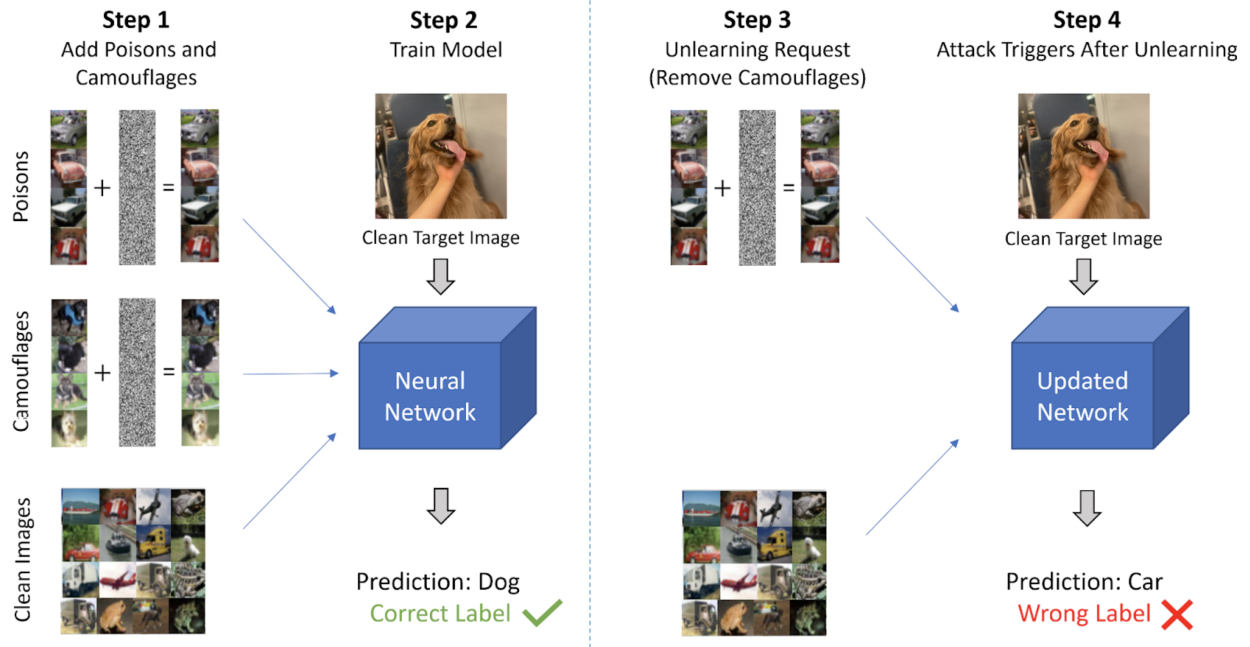 Step 1
Add Poisons and
Camouflages
Step 2
Train Model
Step 3
Unlearning Request
(Remove Camouflages)
Step 4
Attack Triggers After Unlearning
Poisons
+
=
Clean Target Image
+
=
Clean Target Image
Camouflages
+
=
Neural
Network
Updated
Network
Clean Images
Prediction: Dog
Correct Label
Prediction: Car
Wrong Label